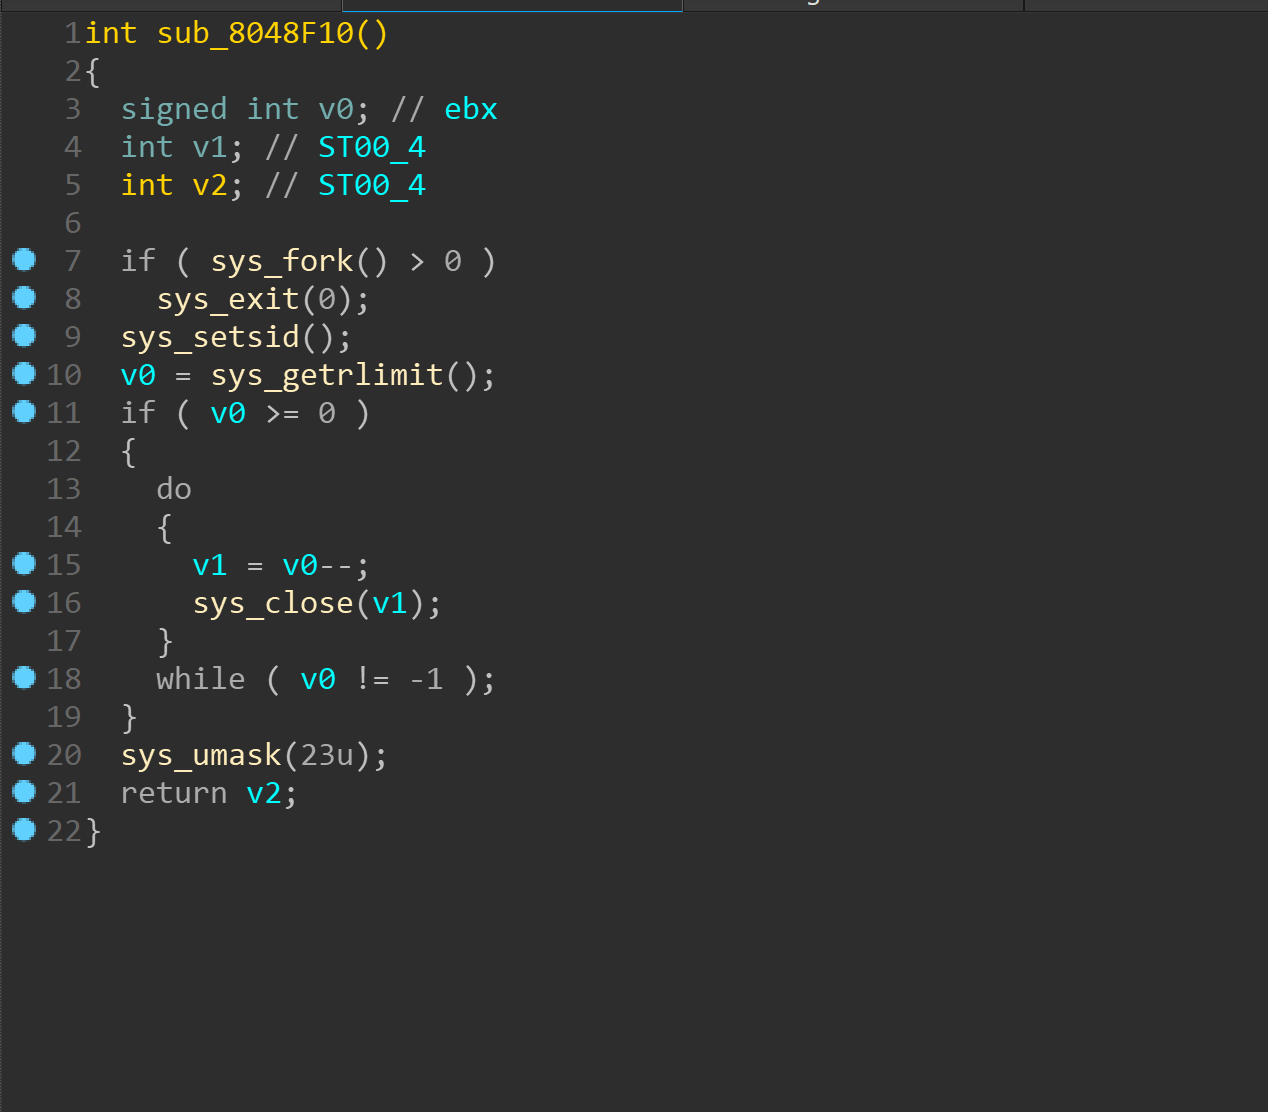 1 int sub_8048F10()
2 {
3   signed int v0; // ebx
4   int v1; // ST00_4
5   int v2; // ST00_4
6
7   if ( sys_fork() > 0 )
8     sys_exit(0);
9   sys_setsid();
10   v0 = sys_getrlimit();
11   if ( v0 >= 0 )
12   {
13     do
14     {
15       v1 = v0--;
16       sys_close(v1);
17     }
18     while ( v0 != -1 );
19   }
20   sys_umask(23u);
21   return v2;
22 }